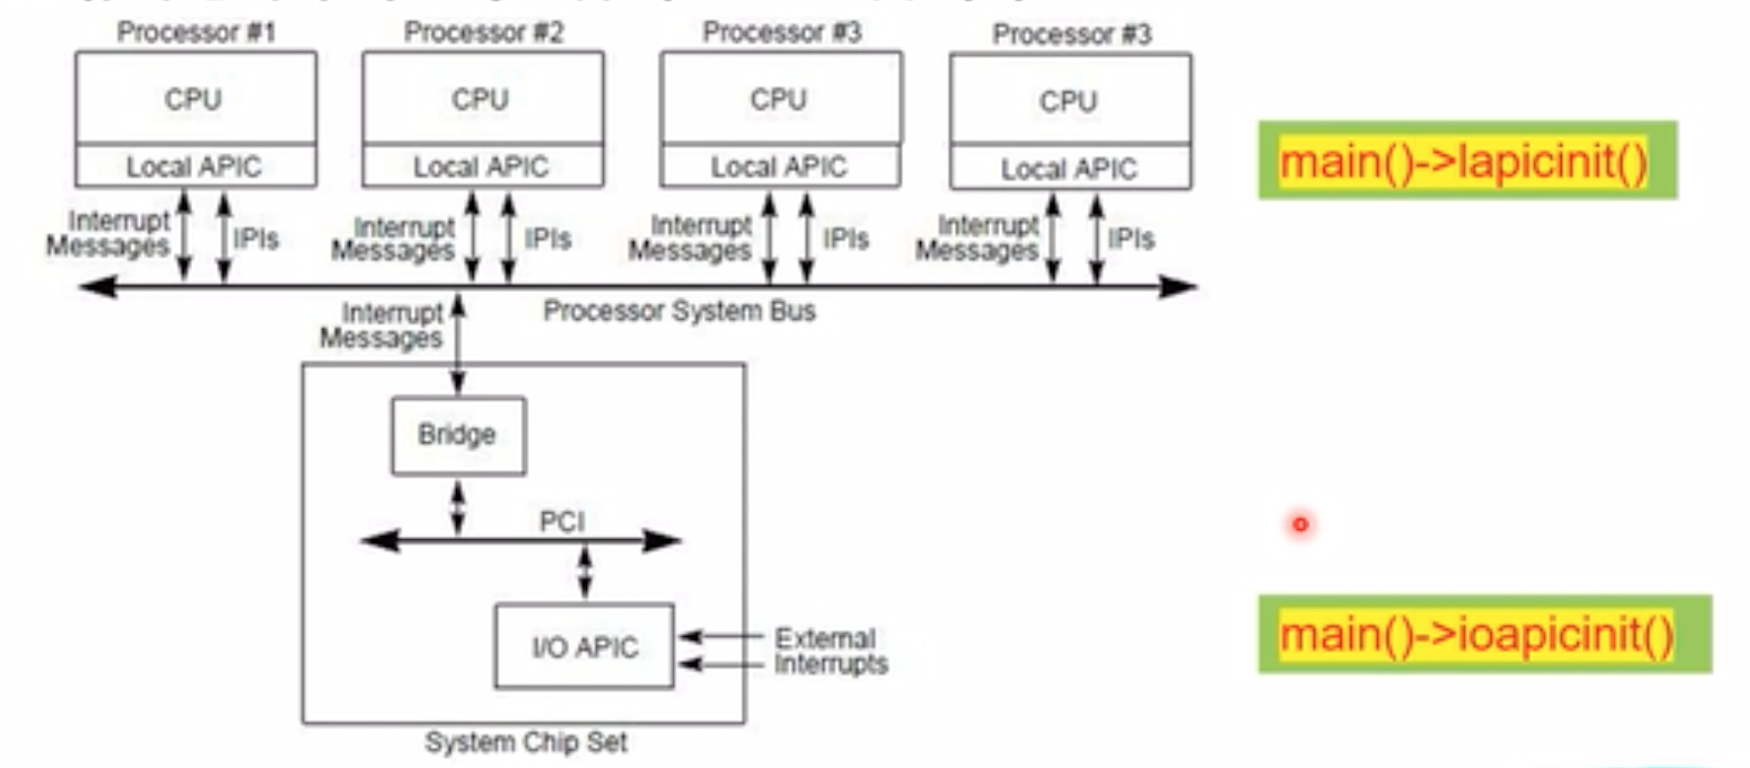 Processor #1
Processor #2
Processor #3
Processor #3
CPU
CPU
CPU
CPU
Local APIC
Local APIC
Local APIC
Local APIC
main()->lapicinit()
Interrupt
Messages
IPIs
Interrupt
Messages
IPIs
Interrupt
Messages
IPIs
Interrupt
Messages
IPIs
Interrupt
Messages
Processor System Bus
Bridge
PCI
I/O APIC
External
Interrupts
main()->ioapicinit()
System Chip Set